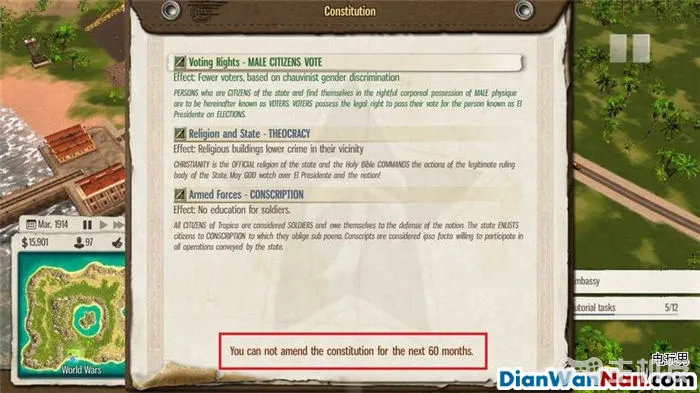 Constitution
Voting Rights - MALE CITIZENS VOTE
Effect: Fewer voters, based on chauvinist gender discrimination
PERSONS who are CITIZENS of the state and find themselves in the rightful corporeal possession of MALE physique
are to be hereinafter known as VOTERS. VOTERS possess the legal right to pass their vote for the person known as El
Presidente on ELECTIONS.
Religion and State - THEOCRACY
Effect: Religious buildings lower crime in their vicinity
CHRISTIANITY is the OFFICIAL religion of the state and the Holy Bible COMMANDS the actions of the legitimate ruling
body of the State. May GOD watch over El Presidente and the nation!
Armed Forces - CONSCRIPTION
Effect: No education for soldiers.
All CITIZENS of Tropico are considered SOLDIERS and owe themselves to the defense of the nation. The state ENLISTS
citizens to CONSCRIPTION to which they oblige sub poena. Conscripts are considered ipso facto willing to participate in
all operations conveyed by the state.
You can not amend the constitution for the next 60 months.
Mar, 1914
$15,901
97
World Wars
mbassy
utorial tasks
5/12
电玩男
DianWanNan.com